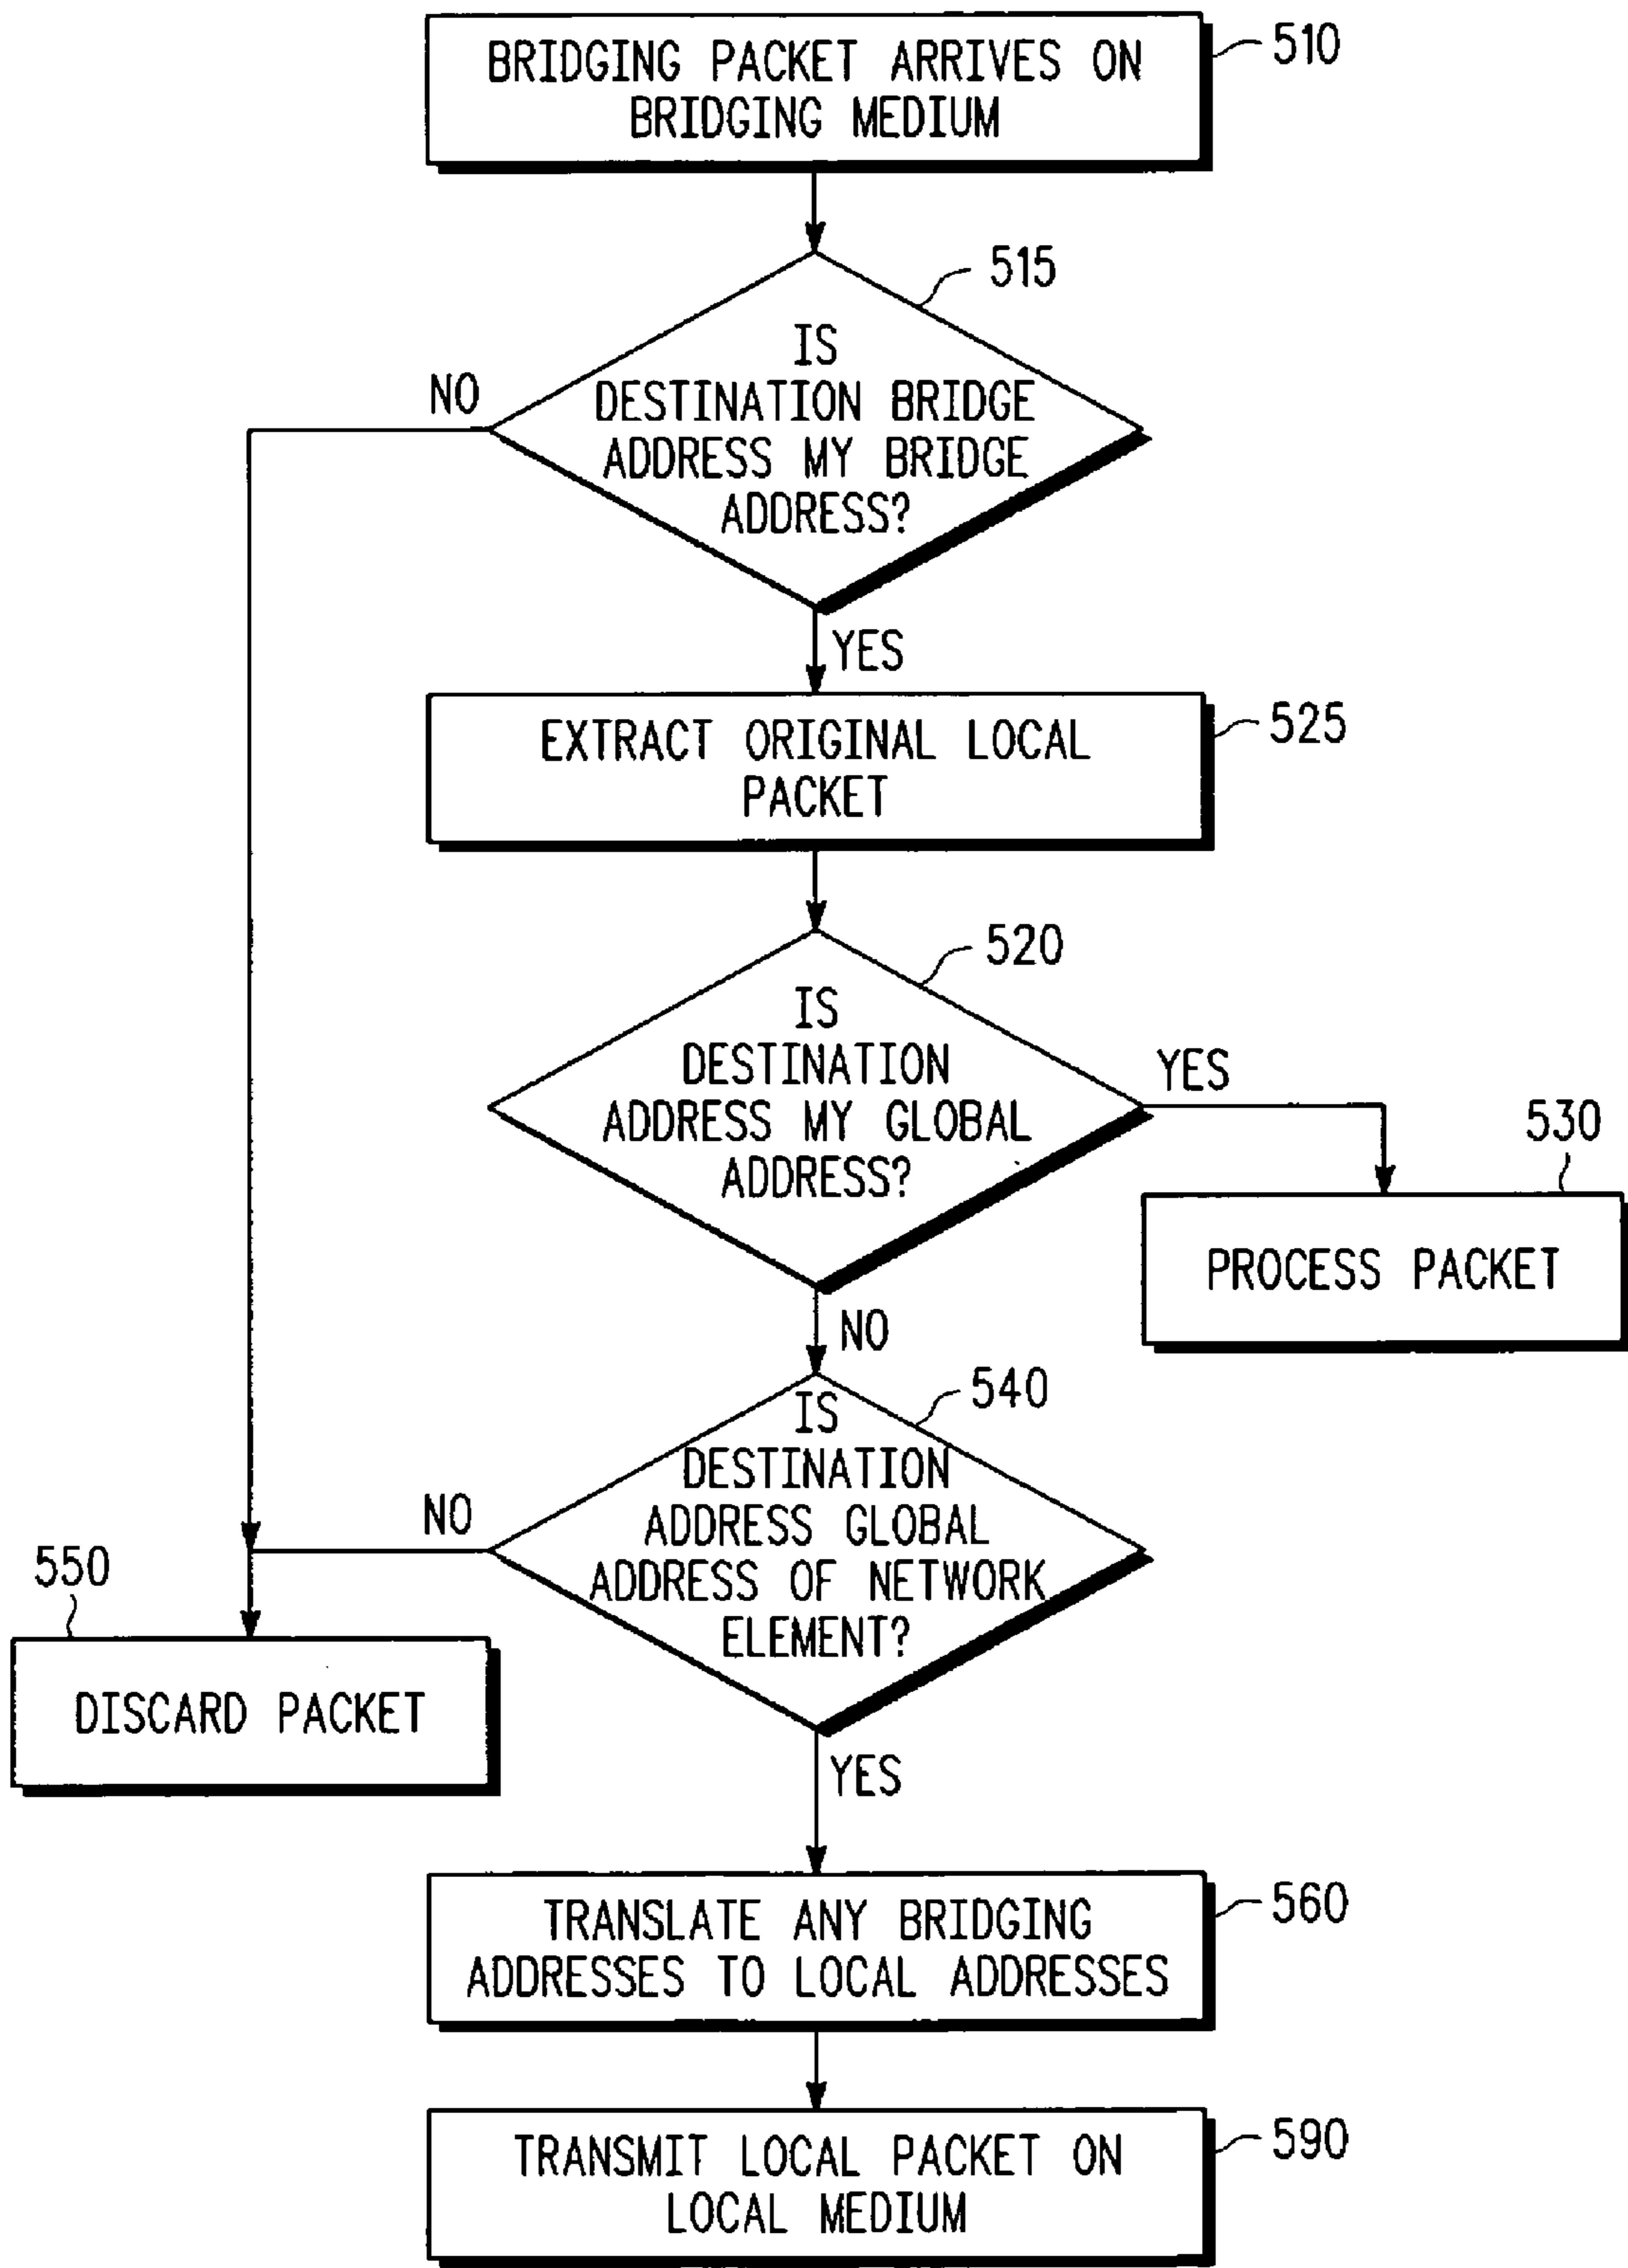 BRIDGING PACKET ARRIVES ON
BRIDGING MEDIUM
510
515
IS
DESTINATION BRIDGE
ADDRESS MY BRIDGE
ADDRESS?
NO
YES
EXTRACT ORIGINAL LOCAL
PACKET
525
520
IS
DESTINATION
ADDRESS MY GLOBAL
ADDRESS?
YES
530
PROCESS PACKET
NO
540
IS
DESTINATION
ADDRESS GLOBAL
ADDRESS OF NETWORK
ELEMENT?
NO
550
DISCARD PACKET
YES
TRANSLATE ANY BRIDGING
ADDRESSES TO LOCAL ADDRESSES
560
TRANSMIT LOCAL PACKET ON
LOCAL MEDIUM
590